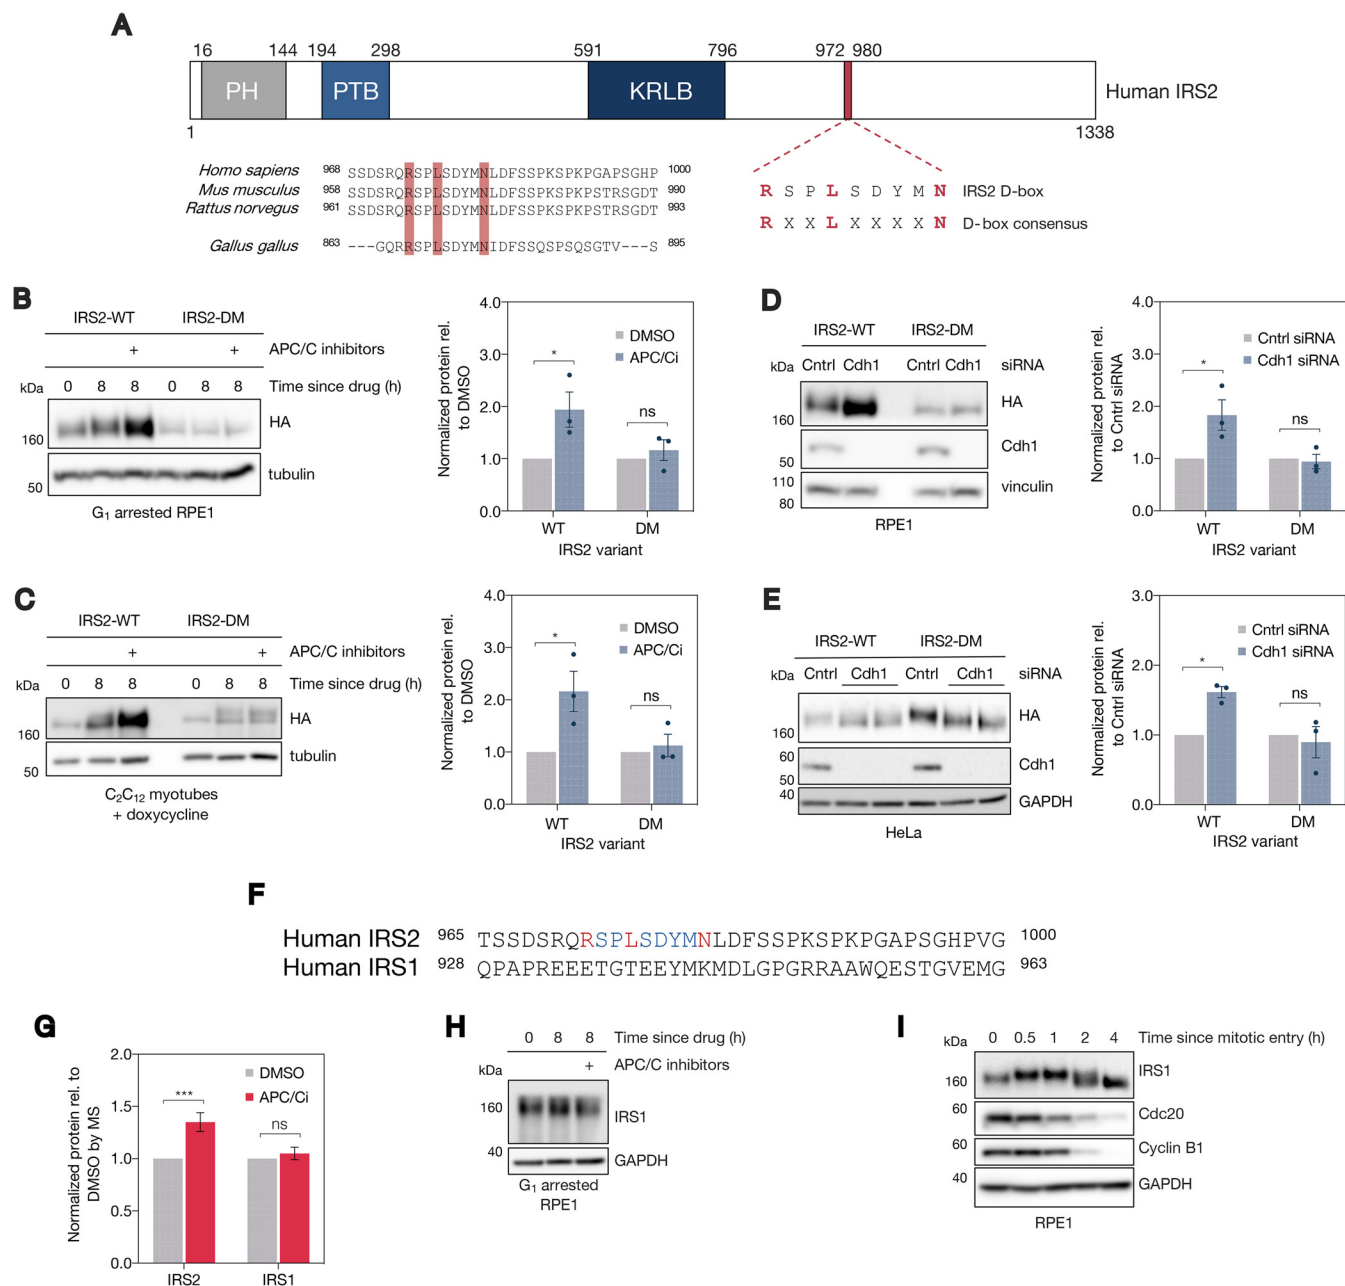 A
16 144 194 298 591 796 972 980
PH PTB KRLB Human IRS2
1 1338
Homo sapiens 968 SSDSRQRSPLSDYMNLDFSSPKSPKPGAPSGHP 1000
Mus musculus 958 SSDSRQRSPLSDYMNLDFSSPKSPKPSTRSGDT 990
Rattus norvegus 961 SSDSRQRSPLSDYMNLDFSSPKSPKPSTRSGDT 993
Gallus gallus 863 ---GQRRSPLSDYMNIDFSSQSPSQSGTV---S 895
R S P L S D Y M N IRS2 D-box
R X X L X X X X N D-box consensus
B
IRS2-WT IRS2-DM
+ + APC/C inhibitors
kDa 0 8 8 0 8 8 Time since drug (h)
160 HA
50 tubulin
G1 arrested RPE1
Normalized protein rel.
to DMSO
4.0
3.0
2.0
1.0
0.0
DMSO
APC/Ci
*
ns
WT DM
IRS2 variant
D
IRS2-WT IRS2-DM
kDa Cntrl Cdh1 Cntrl Cdh1 siRNA
160 HA
50 Cdh1
110
80 vinculin
RPE1
Normalized protein rel.
to Cntrl siRNA
4.0
3.0
2.0
1.0
0.0
Cntrl siRNA
Cdh1 siRNA
*
ns
WT DM
IRS2 variant
C
IRS2-WT IRS2-DM
+ + APC/C inhibitors
kDa 0 8 8 0 8 8 Time since drug (h)
160 HA
50 tubulin
C2C12 myotubes
+ doxycycline
Normalized protein rel.
to DMSO
4.0
3.0
2.0
1.0
0.0
DMSO
APC/Ci
*
ns
WT DM
IRS2 variant
E
IRS2-WT IRS2-DM
kDa Cntrl Cdh1 Cntrl Cdh1 siRNA
160 HA
60
50 Cdh1
40 GAPDH
HeLa
Normalized protein rel.
to Cntrl siRNA
3.0
2.0
1.0
0.0
Cntrl siRNA
Cdh1 siRNA
*
ns
WT DM
IRS2 variant
F
Human IRS2 965 TSSDSRQRSPLSDYMNLDFSSPKSPKPGAPSGHPVG 1000
Human IRS1 928 QPAPREEETGTEEYMKMDLGPGRRAAWQESTGVEMG 963
G
Normalized protein rel. to
DMSO by MS
2.0
1.5
1.0
0.5
0.0
DMSO
APC/Ci
***
ns
IRS2 IRS1
H
0 8 8 Time since drug (h)
+ APC/C inhibitors
kDa
160 IRS1
40 GAPDH
G1 arrested
RPE1
I
kDa 0 0.5 1 2 4 Time since mitotic entry (h)
160 IRS1
60 Cdc20
60 Cyclin B1
40 GAPDH
RPE1